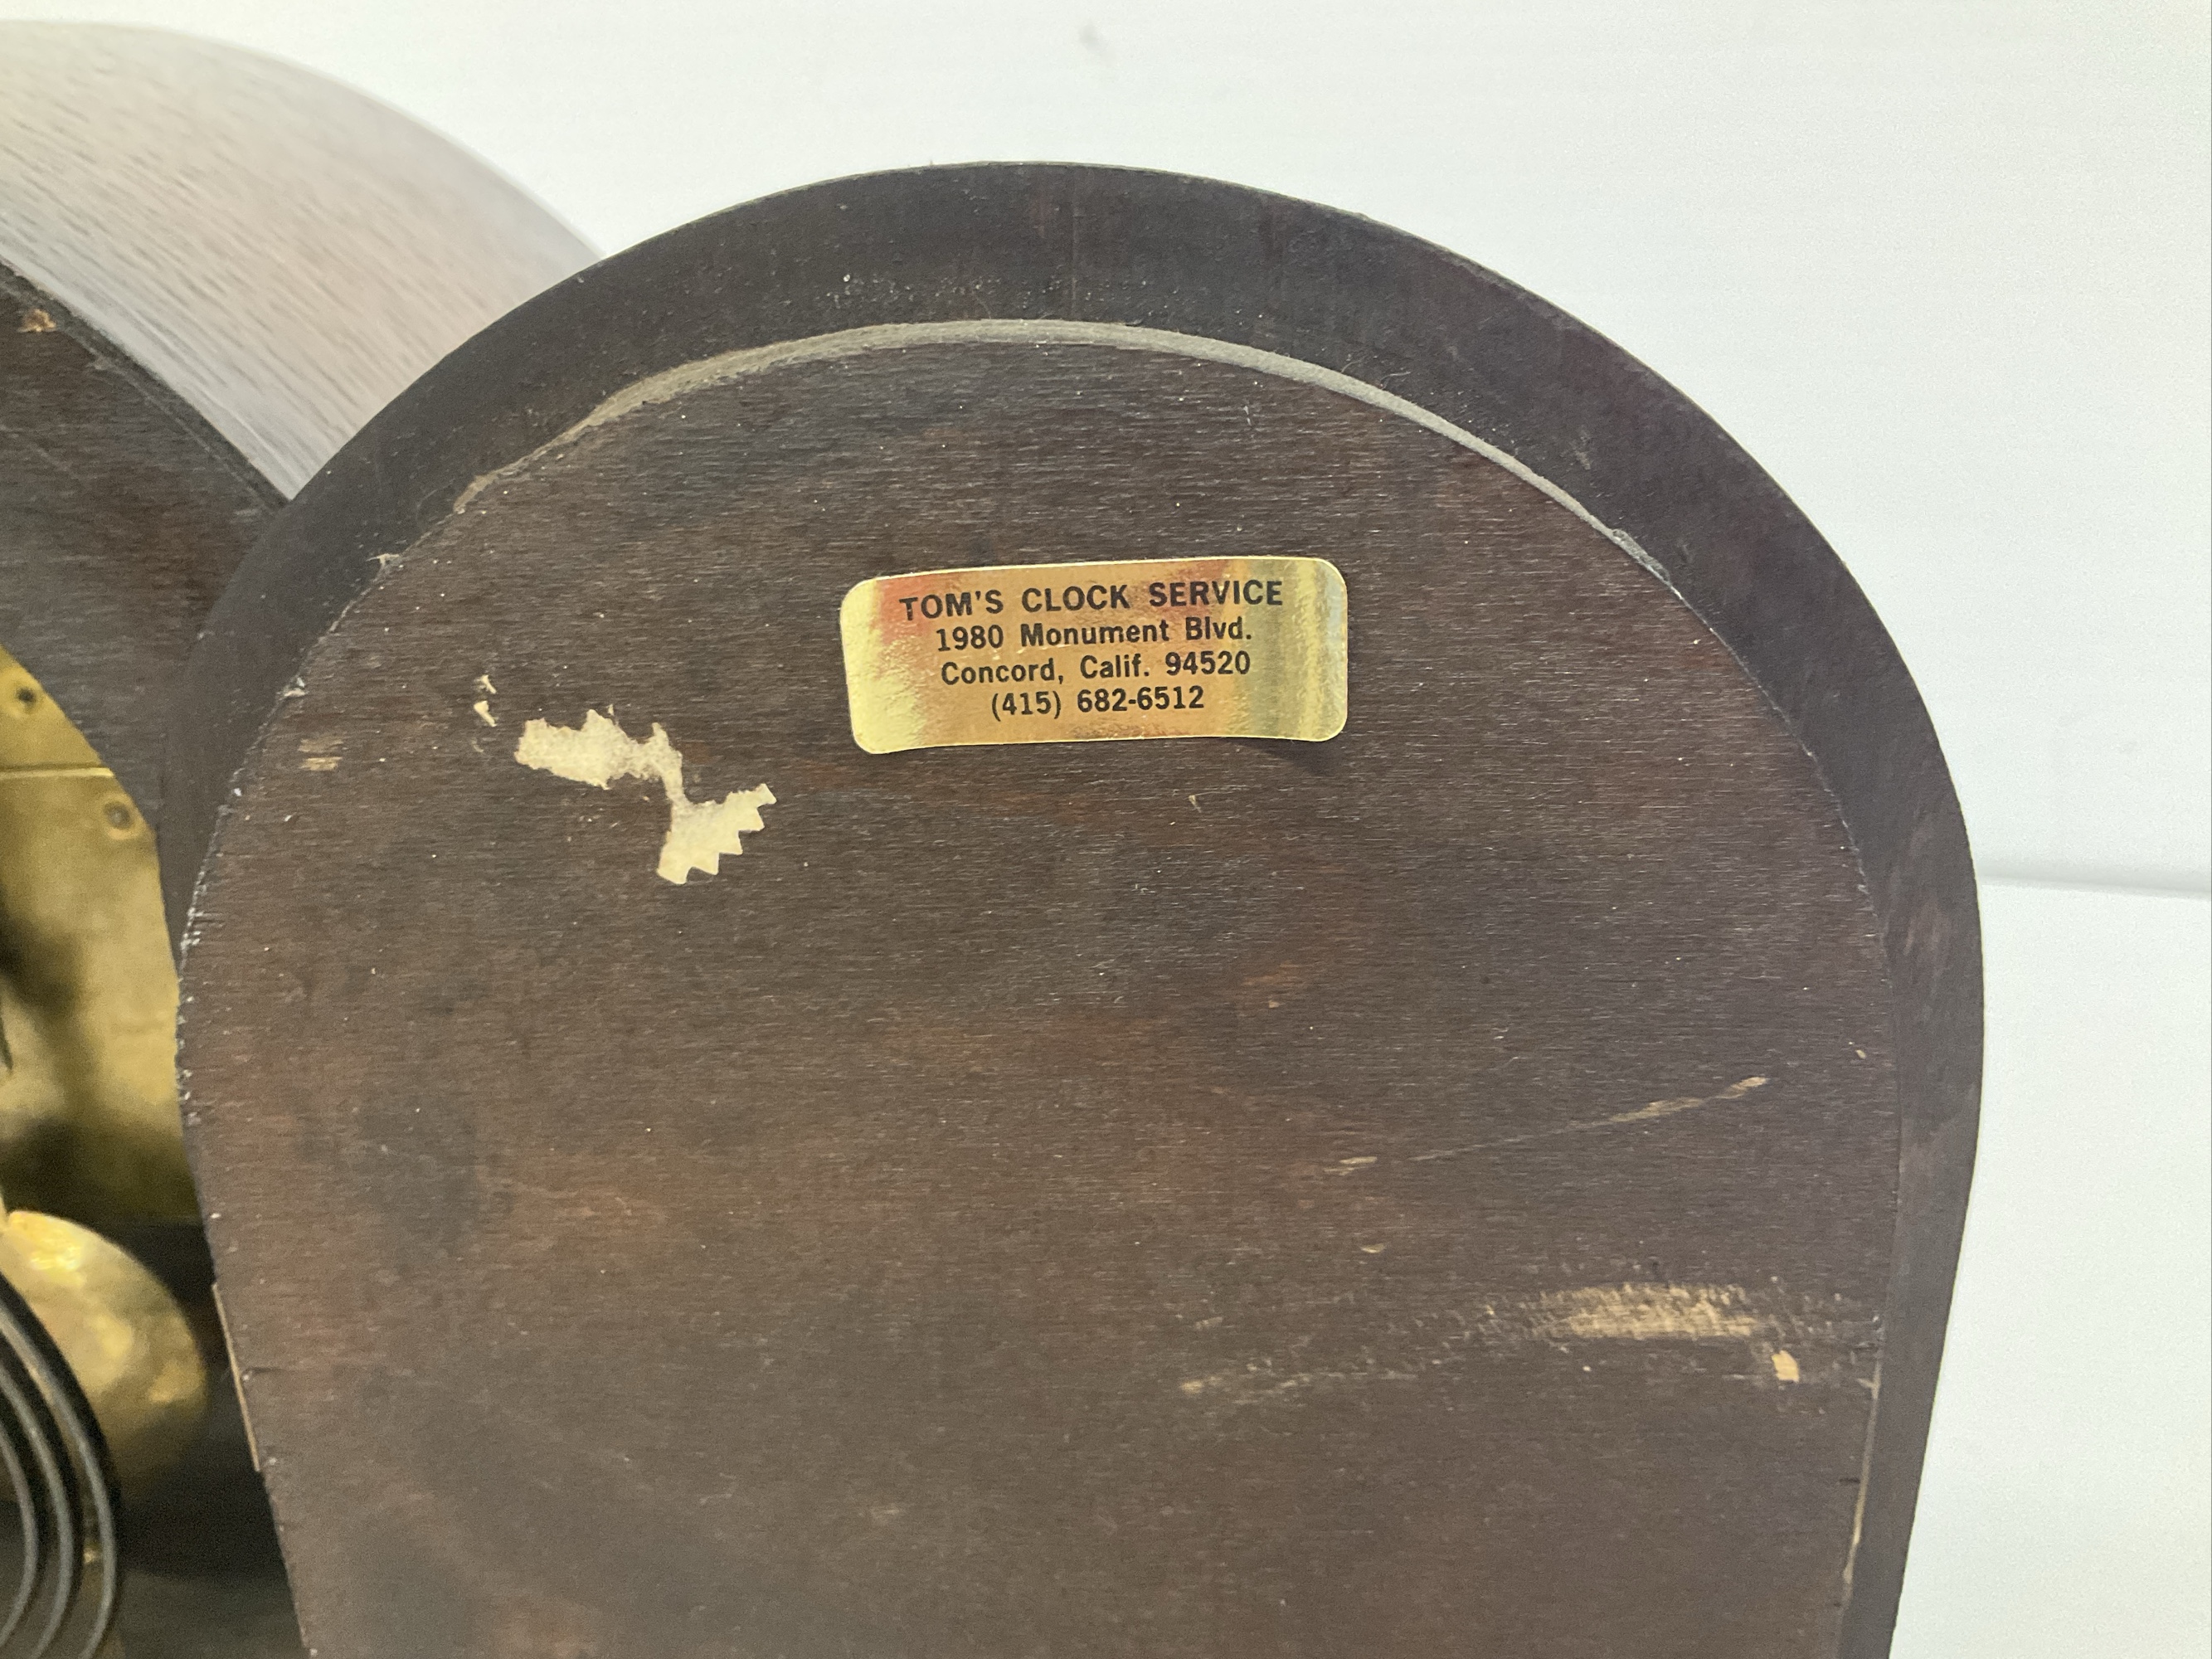 TOM'S CLOCK SERVICE
1980 Monument Blvd.
Concord, Calif. 94520
(415) 682-6512